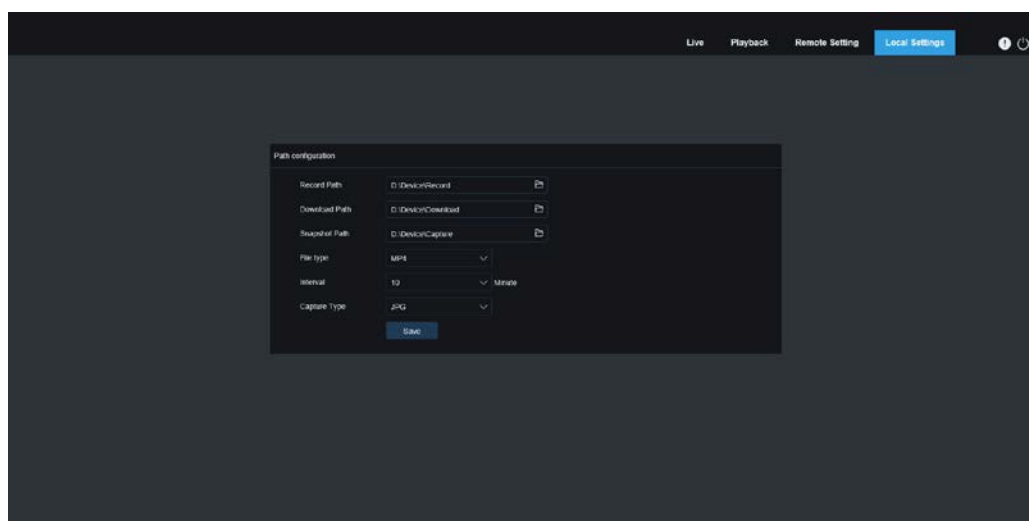 Live Playback Remote Setting Local Settings
Path configuration
Record Path D:\Device\Record
Download Path D:\Device\Download
Snapshot Path D:\Device\Capture
File type MP4
Interval 10 Minute
Capture Type JPG
Save